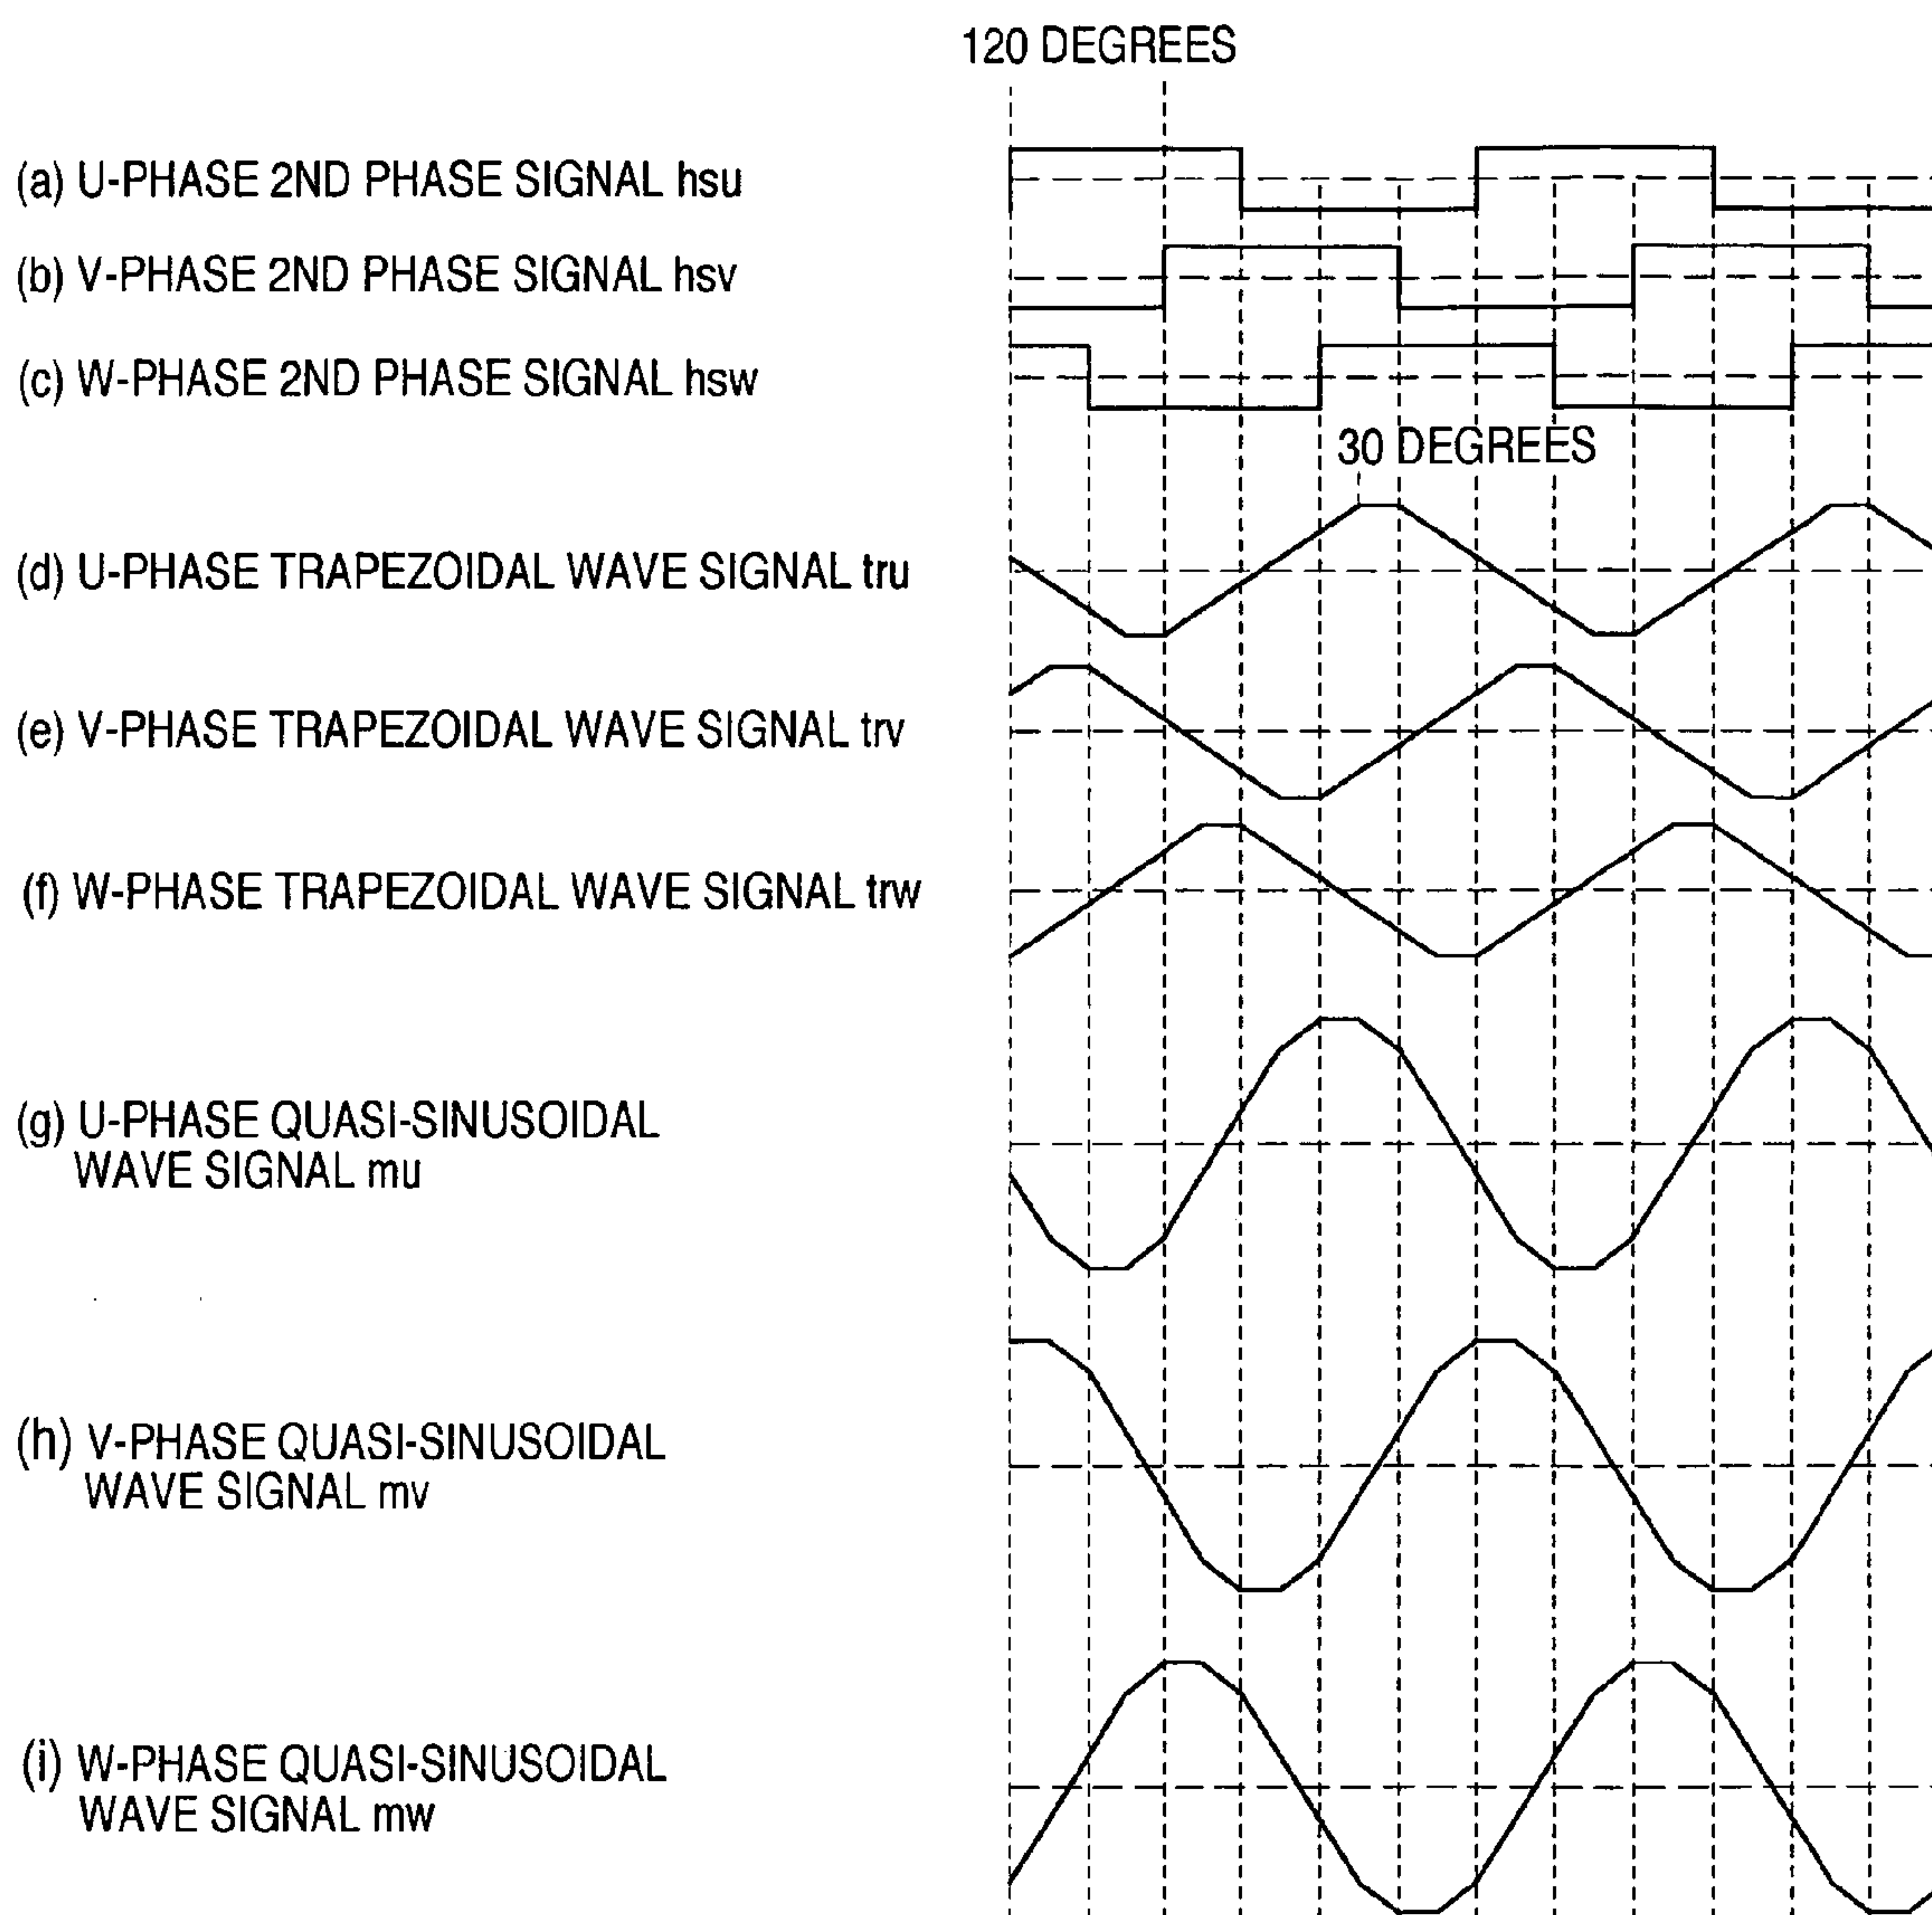 120 DEGREES
(a) U-PHASE 2ND PHASE SIGNAL hsu
(b) V-PHASE 2ND PHASE SIGNAL hsv
(c) W-PHASE 2ND PHASE SIGNAL hsw
30 DEGREES
(d) U-PHASE TRAPEZOIDAL WAVE SIGNAL tru
(e) V-PHASE TRAPEZOIDAL WAVE SIGNAL trv
(f) W-PHASE TRAPEZOIDAL WAVE SIGNAL trw
(g) U-PHASE QUASI-SINUSOIDAL
WAVE SIGNAL mu
(h) V-PHASE QUASI-SINUSOIDAL
WAVE SIGNAL mv
(i) W-PHASE QUASI-SINUSOIDAL
WAVE SIGNAL mw